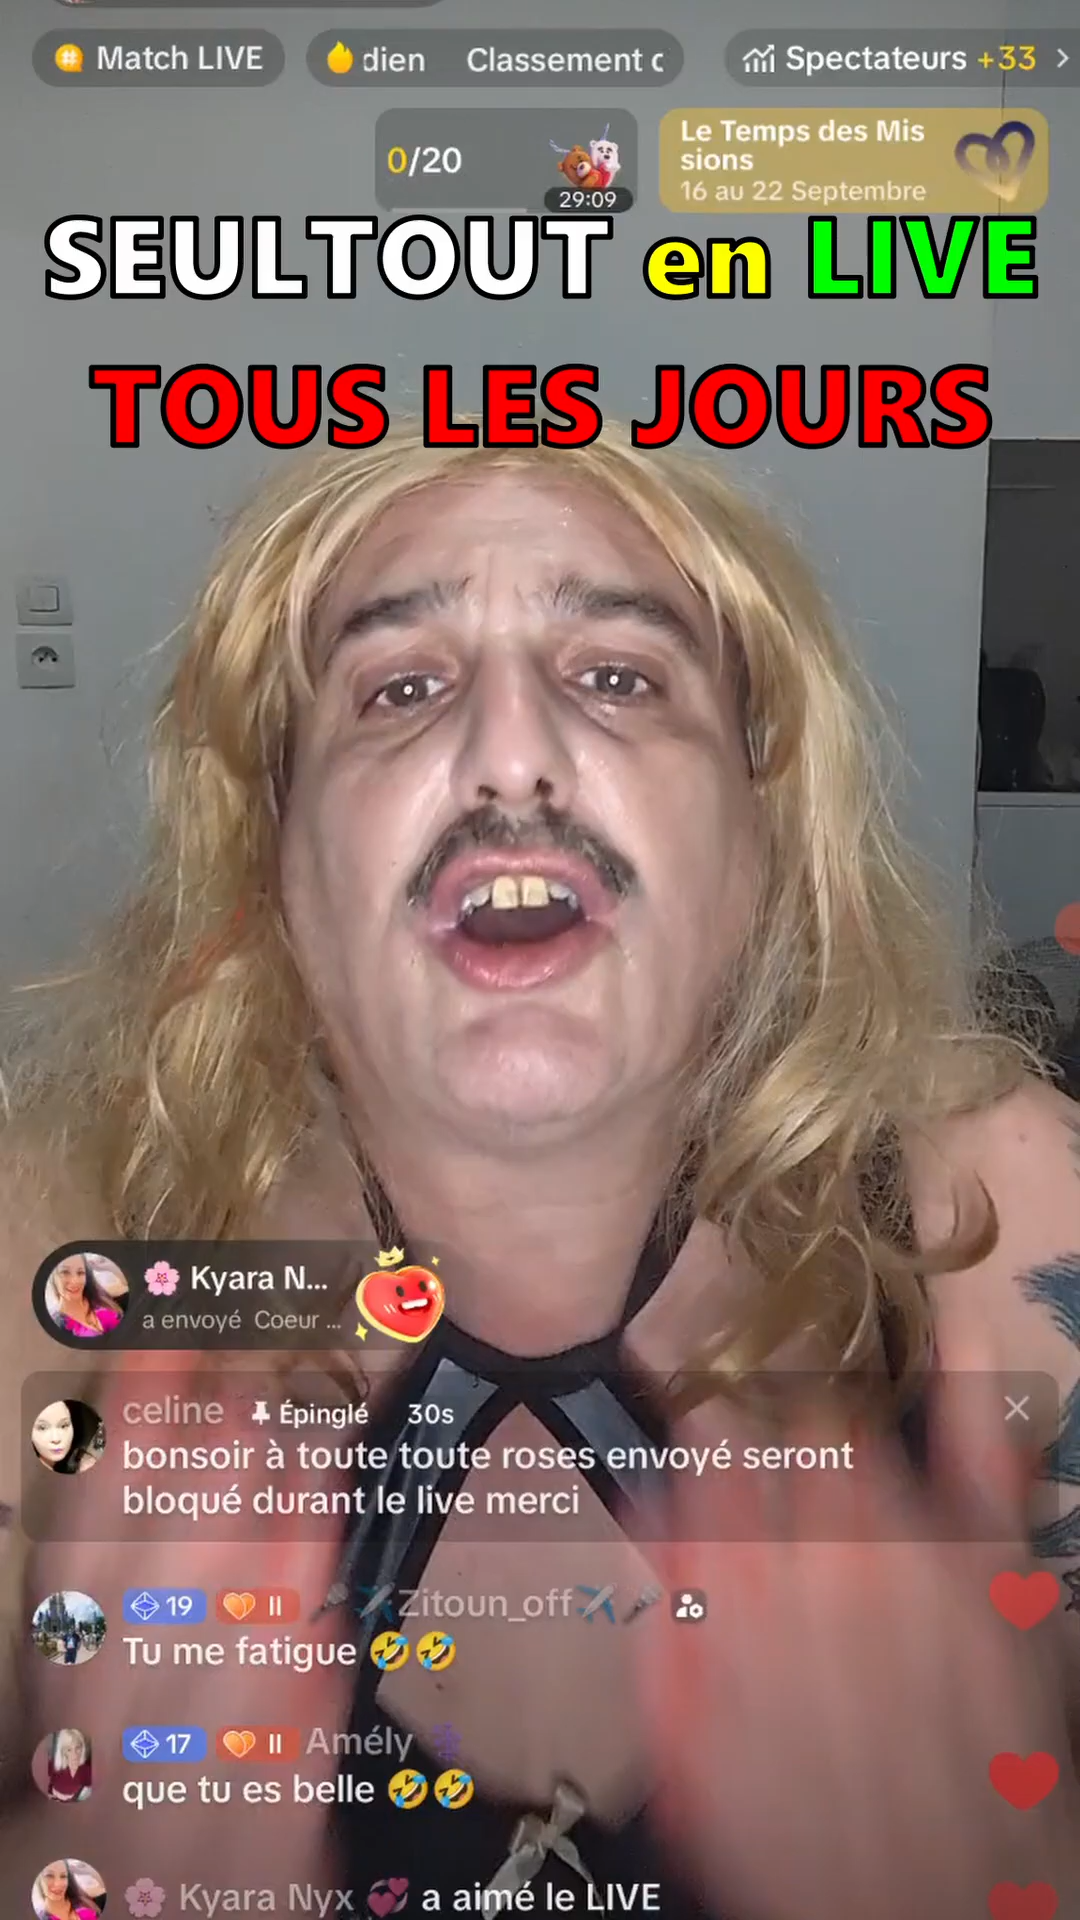 Match LIVE
dien Classement c
Spectateurs +33
0/20
29:09
Le Temps des Mis
sions
16 au 22 Septembre
SEULTOUT en LIVE
TOUS LES JOURS
🌸 Kyara N...
a envoyé Coeur ...
celine Épinglé 30s
bonsoir à toute toute roses envoyé seront
bloqué durant le live merci
19 II 🎤✈️Zitoun_off✈️🎤
Tu me fatigue 🤣🤣
17 II Amély ⚕️
que tu es belle 🤣🤣
🌸 Kyara Nyx 💞 a aimé le LIVE